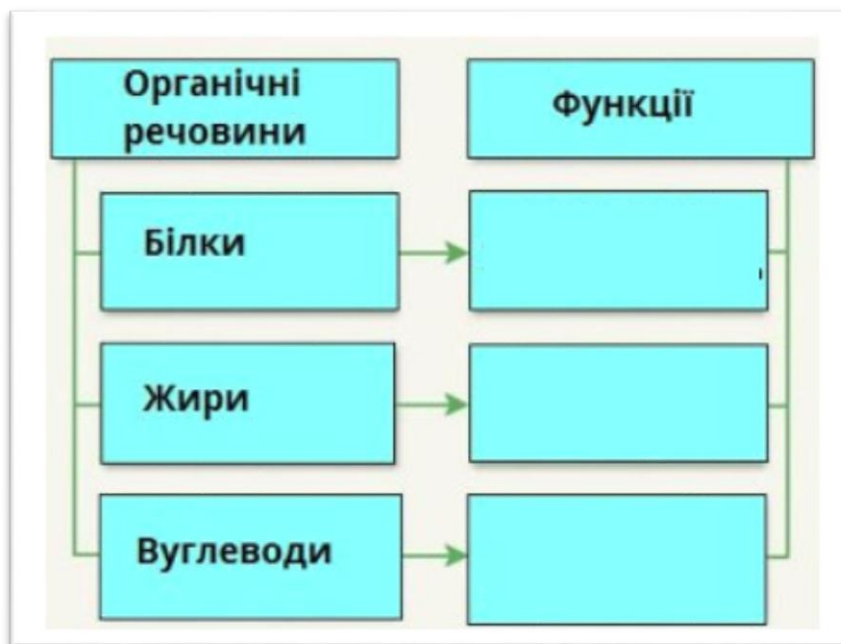 Органічні
речовини
Функції
Білки
Жири
Вуглеводи